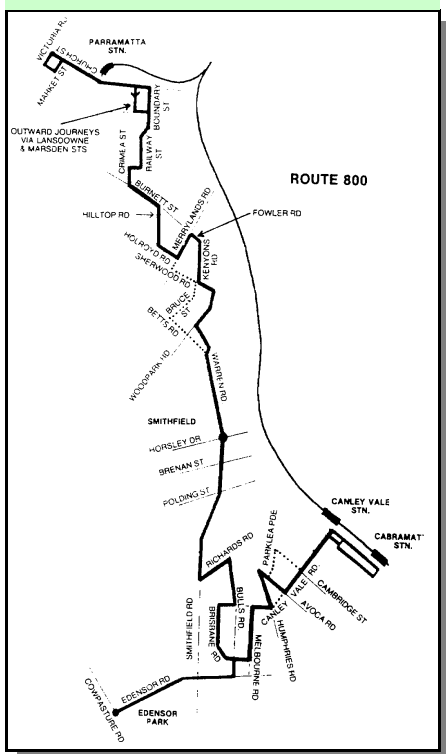 VICTORIA RD
CHURCH ST
MARKET ST
PARRAMATTA
STN.
BOUNDARY
ST
OUTWARD JOURNEYS
VIA LANSDOWNE
& MARSDEN STS
CRIMEA ST
RAILWAY
ST
ROUTE 800
BURNETT ST
HILLTOP RD
MERRYLANDS RD
FOWLER RD
HOLROYD RD
SHERWOOD RD
KENYONS
RD
BRUCE
ST
BETTS RD
WOODPARK RD
WARREN RD
SMITHFIELD
HORSLEY DR
BRENAN ST
POLDING ST
CANLEY VALE
STN.
CABRAMAT
STN.
RICHARDS RD
PARKLEA PDE
CANLEY VALE RD.
CAMBRIDGE ST
AVOCA RD
SMITHFIELD RD
BRISBANE
RD
BULLS RD
MELBOURNE RD
HUMPHRIES RD
EDENSOR RD
COWPASTURE RD
EDENSOR
PARK